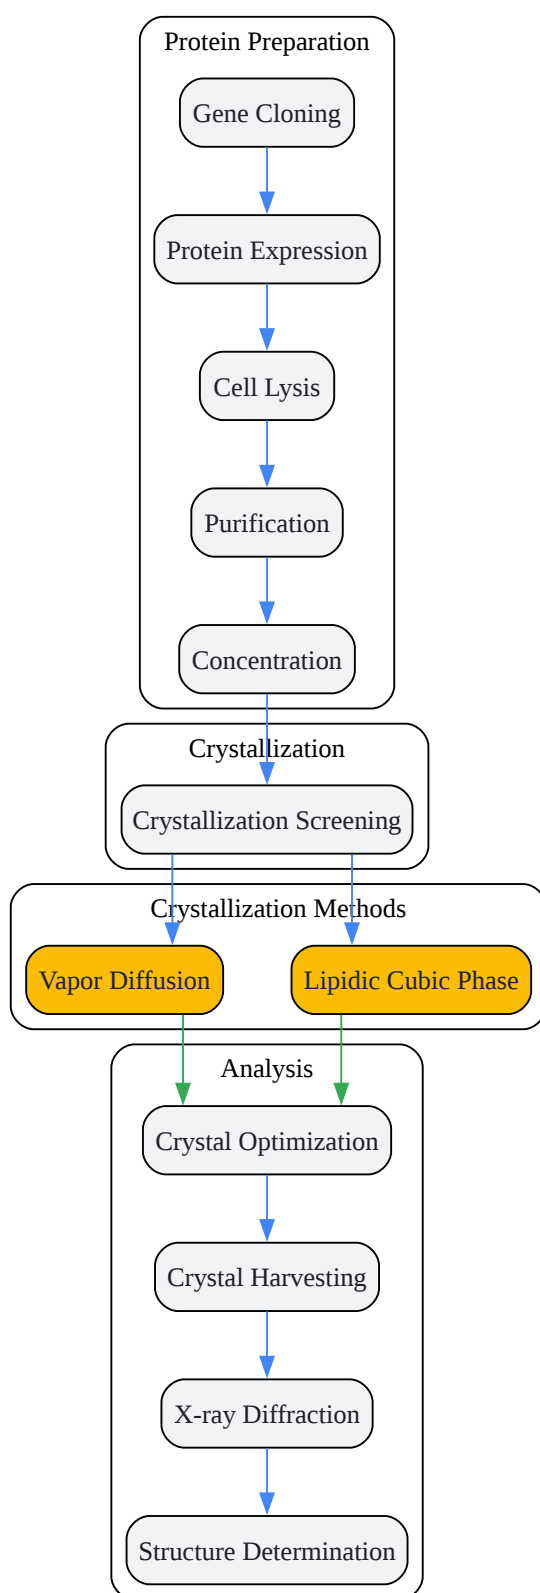 Protein Preparation
Gene Cloning
Protein Expression
Cell Lysis
Purification
Concentration
Crystallization
Crystallization Screening
Crystallization Methods
Vapor Diffusion
Lipidic Cubic Phase
Analysis
Crystal Optimization
Crystal Harvesting
X-ray Diffraction
Structure Determination